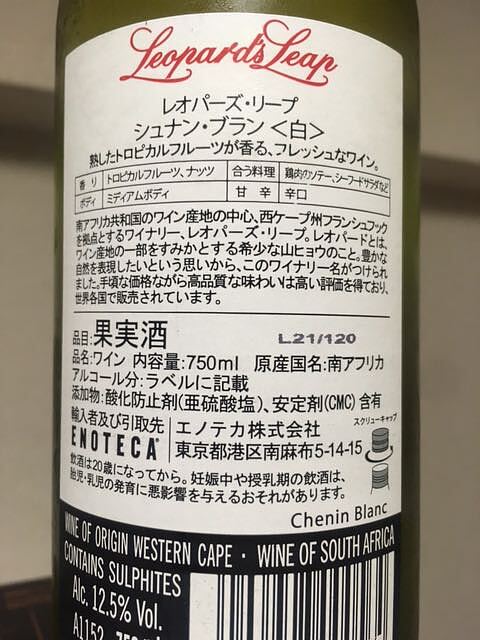 Leopard's Leap
レオパーズ・リープ
シュナン・ブラン＜白＞
熟したトロピカルフルーツが香る、フレッシュなワイン。
香り トロピカルフルーツ、ナッツ 合う料理 鶏肉のソテー、シーフードサラダなど
ボディ ミディアムボディ 甘辛 辛口
南アフリカ共和国のワイン産地の中心、西ケープ州フランシュフック
を拠点とするワイナリー、レオパーズ・リープ。レオパードとは、
ワイン産地の一部をすみかとする希少な山ヒョウのこと。豊かな
自然を表現したいという思いから、このワイナリー名がつけられ
ました。手頃な価格ながら高品質な味わいは高い評価を得ており、
世界各国で販売されています。
品目:果実酒 L21/120
品名:ワイン 内容量:750ml 原産国名:南アフリカ
アルコール分:ラベルに記載
添加物:酸化防止剤(亜硫酸塩)、安定剤(CMC)含有
輸入者及び引取先 エノテカ株式会社 スクリューキャップ
ENOTECA® 東京都港区南麻布5-14-15
飲酒は20歳になってから。妊娠中や授乳期の飲酒は、
胎児・乳児の発育に悪影響を与えるおそれがあります。
Chenin Blanc
WINE OF ORIGIN WESTERN CAPE · WINE OF SOUTH AFRICA
CONTAINS SULPHITES
Alc. 12.5% Vol.
A1152 750